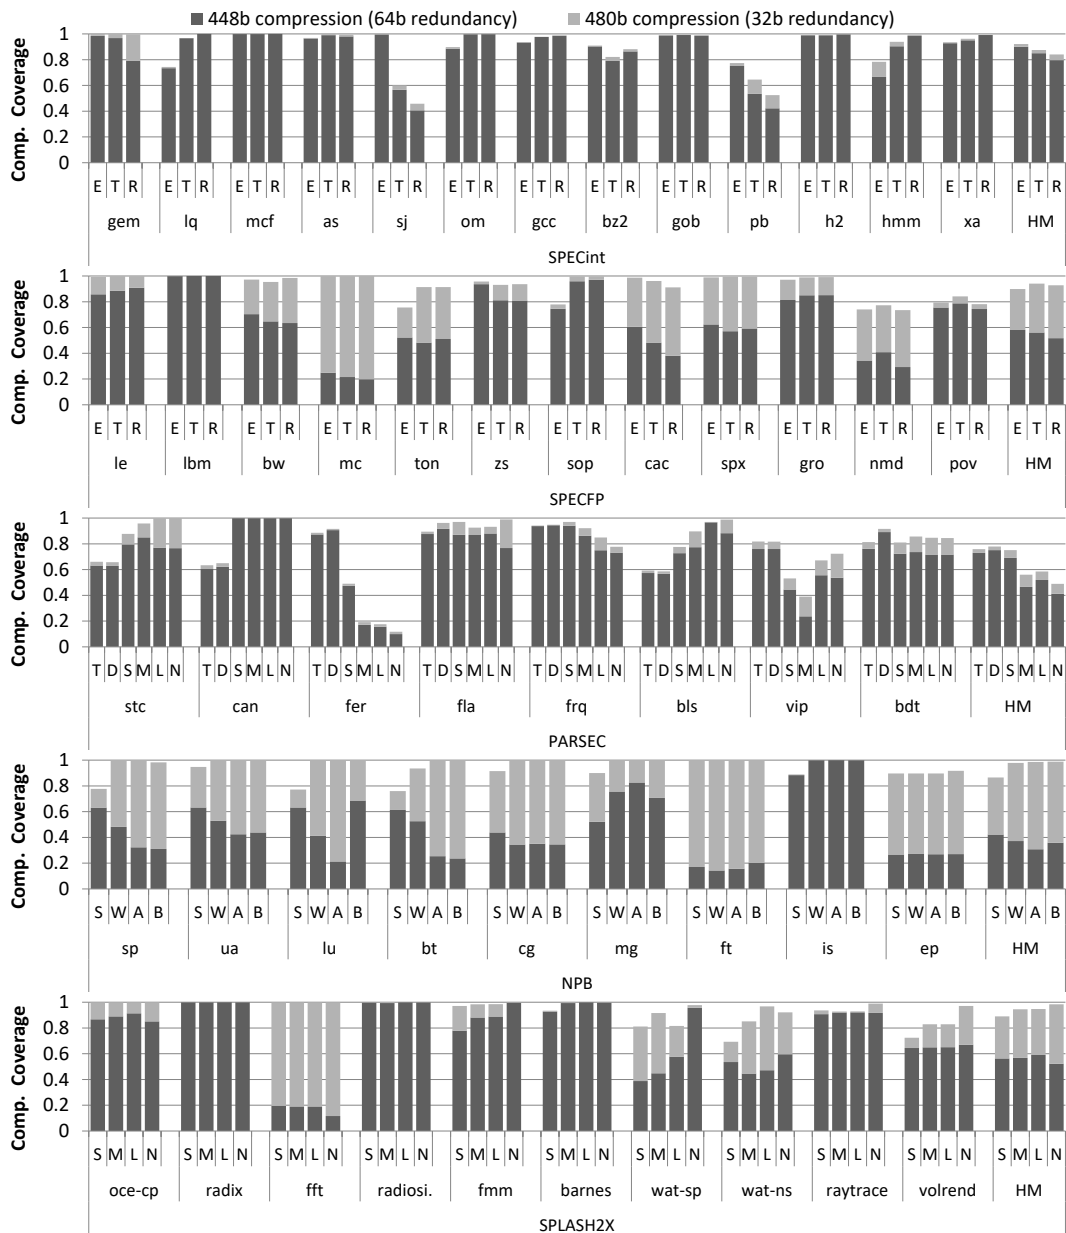 448b compression (64b redundancy) 480b compression (32b redundancy)
Comp. Coverage
1
0.8
0.6
0.4
0.2
0
E T R E T R E T R E T R E T R E T R E T R E T R E T R E T R E T R E T R E T R E T R
gem lq mcf as sj om gcc bz2 gob pb h2 hmm xa HM
SPECint
Comp. Coverage
1
0.8
0.6
0.4
0.2
0
E T R E T R E T R E T R E T R E T R E T R E T R E T R E T R E T R E T R E T R
le lbm bw mc ton zs sop cac spx gro nmd pov HM
SPECFP
Comp. Coverage
1
0.8
0.6
0.4
0.2
0
T D S M L N T D S M L N T D S M L N T D S M L N T D S M L N T D S M L N T D S M L N T D S M L N T D S M L N
stc can fer fla frq bls vip bdt HM
PARSEC
Comp. Coverage
1
0.8
0.6
0.4
0.2
0
S W A B S W A B S W A B S W A B S W A B S W A B S W A B S W A B S W A B S W A B
sp ua lu bt cg mg ft is ep HM
NPB
Comp. Coverage
1
0.8
0.6
0.4
0.2
0
S M L N S M L N S M L N S M L N S M L N S M L N S M L N S M L N S M L N S M L N S M L N
oce-cp radix fft radiosi. fmm barnes wat-sp wat-ns raytrace volrend HM
SPLASH2X